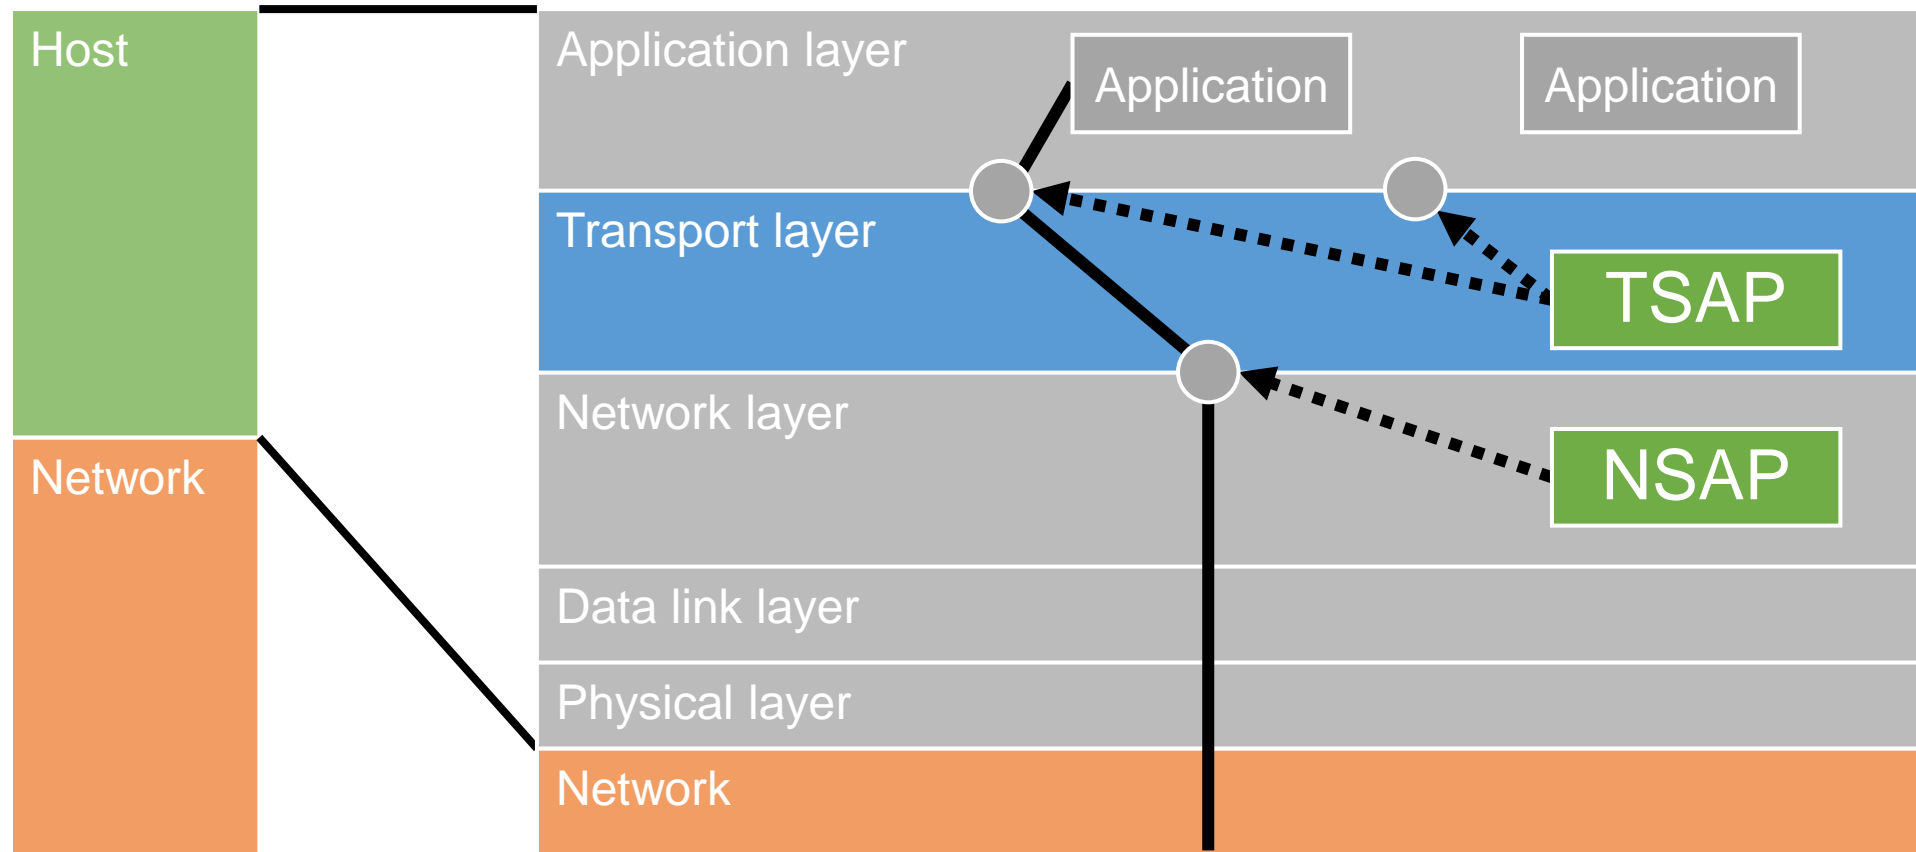 Host
Network
Application layer
Application
Application
Transport layer
TSAP
Network layer
NSAP
Data link layer
Physical layer
Network